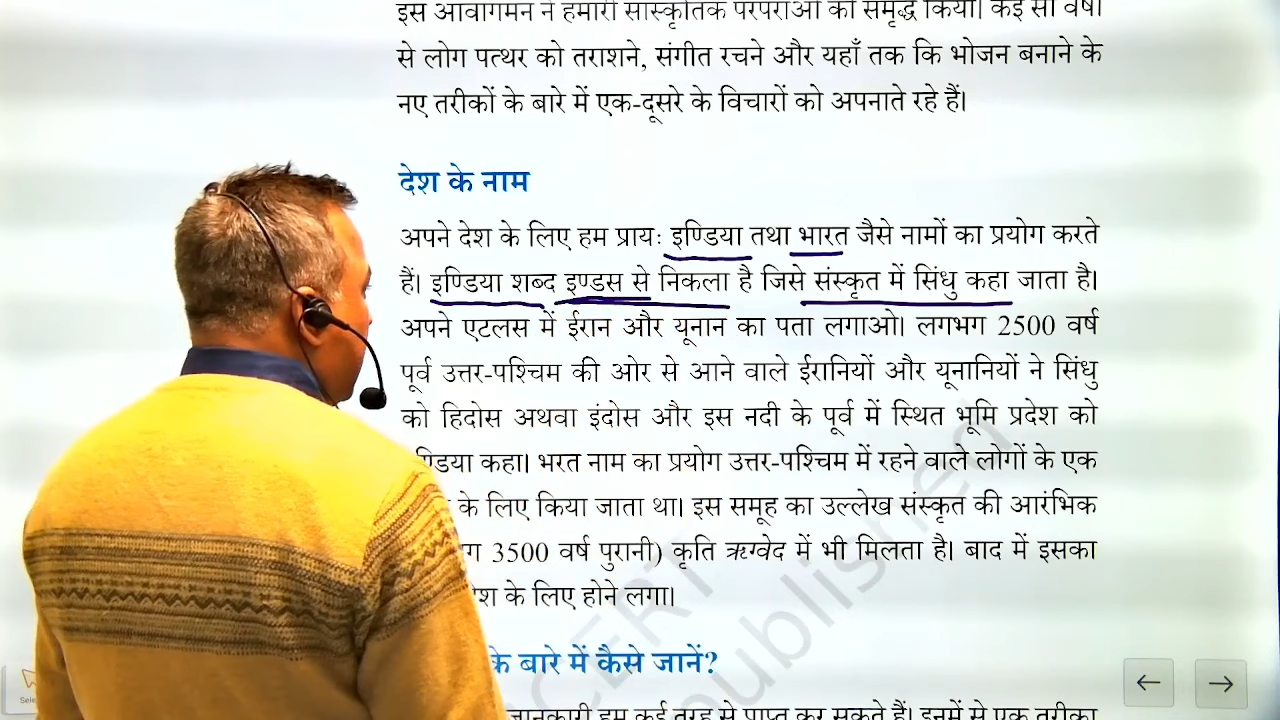 इस आवागमन ने हमारी सांस्कृतिक परंपराओं को समृद्ध किया। कई सौ वर्षों
से लोग पत्थर को तराशने, संगीत रचने और यहाँ तक कि भोजन बनाने के
नए तरीकों के बारे में एक-दूसरे के विचारों को अपनाते रहे हैं।
देश के नाम
अपने देश के लिए हम प्रायः इण्डिया तथा भारत जैसे नामों का प्रयोग करते
हैं। इण्डिया शब्द इण्डस से निकला है जिसे संस्कृत में सिंधु कहा जाता है।
अपने एटलस में ईरान और यूनान का पता लगाओ। लगभग 2500 वर्ष
पूर्व उत्तर-पश्चिम की ओर से आने वाले ईरानियों और यूनानियों ने सिंधु
को हिंदोस अथवा इंदोस और इस नदी के पूर्व में स्थित भूमि प्रदेश को
कहा। भरत नाम का प्रयोग उत्तर-पश्चिम में रहने वाले लोगों के एक
के लिए किया जाता था। इस समूह का उल्लेख संस्कृत की आरंभिक
3500 वर्ष पुरानी) कृति ऋग्वेद में भी मिलता है। बाद में इसका
के लिए होने लगा।
के बारे में कैसे जानें?
जानकारी हम कई तरह से प्राप्त कर सकते हैं। इनमें से एक तरीका